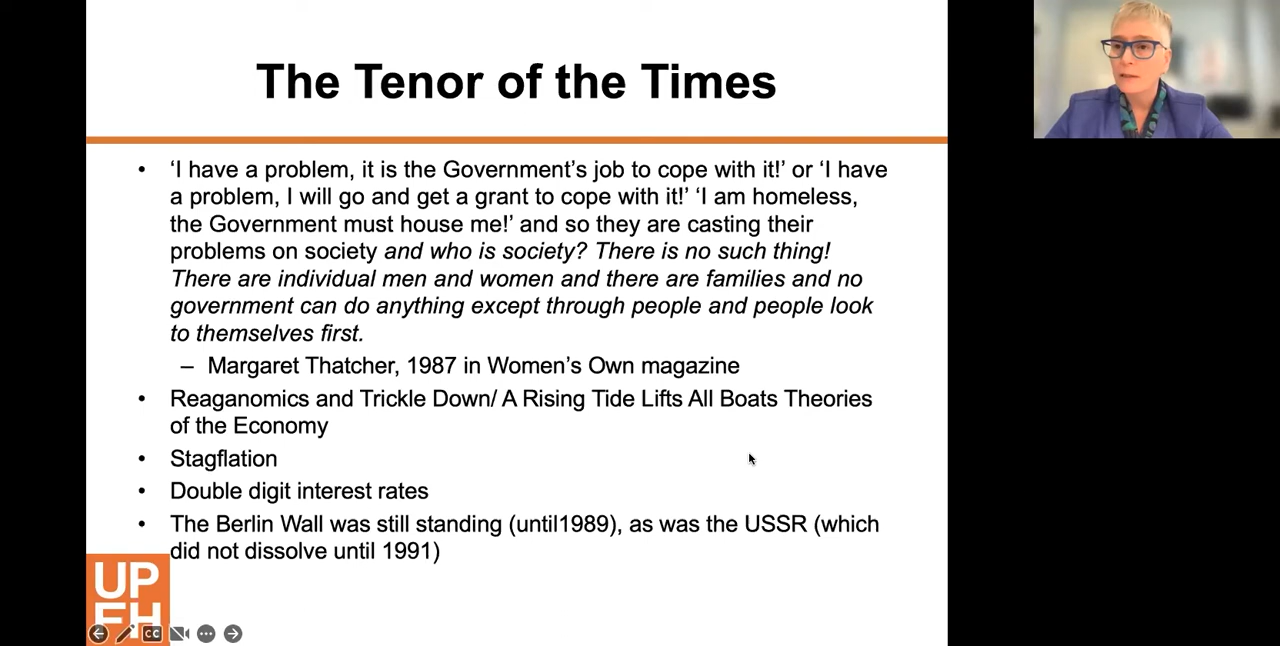 The Tenor of the Times
• ‘I have a problem, it is the Government’s job to cope with it!’ or ‘I have
a problem, I will go and get a grant to cope with it!’ ‘I am homeless,
the Government must house me!’ and so they are casting their
problems on society and who is society? There is no such thing!
There are individual men and women and there are families and no
government can do anything except through people and people look
to themselves first.
– Margaret Thatcher, 1987 in Women’s Own magazine
• Reaganomics and Trickle Down/ A Rising Tide Lifts All Boats Theories
of the Economy
• Stagflation
• Double digit interest rates
• The Berlin Wall was still standing (until1989), as was the USSR (which
did not dissolve until 1991)
UP
FH
CC